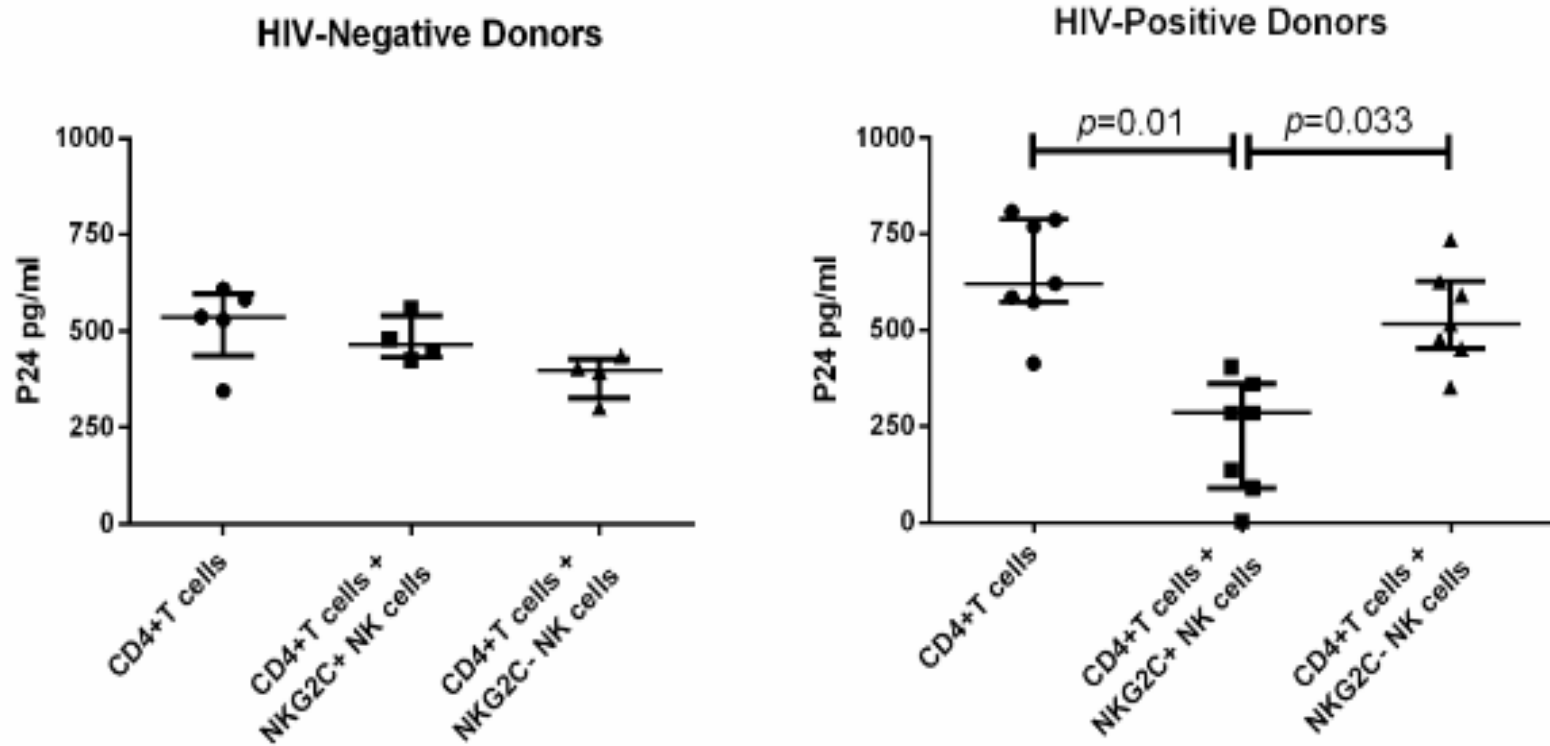 HIV-Negative Donors
P24 pg/ml
1000
750
500
250
0
CD4+T cells
CD4+T cells +
NKG2C+ NK cells
CD4+T cells +
NKG2C- NK cells
HIV-Positive Donors
p=0.01
p=0.033
P24 pg/ml
1000
750
500
250
0
CD4+T cells
CD4+T cells +
NKG2C+ NK cells
CD4+T cells +
NKG2C- NK cells